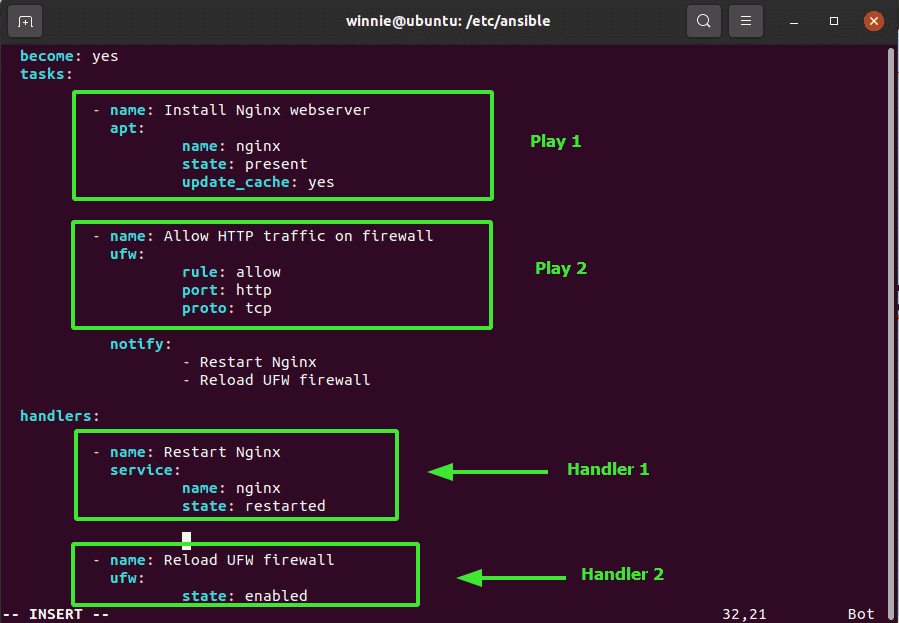 winnie@ubuntu: /etc/ansible
become: yes
tasks:
- name: Install Nginx webserver
apt:
name: nginx
state: present
update_cache: yes
Play 1
- name: Allow HTTP traffic on firewall
ufw:
rule: allow
port: http
proto: tcp
Play 2
notify:
- Restart Nginx
- Reload UFW firewall
handlers:
- name: Restart Nginx
service:
name: nginx
state: restarted
Handler 1
- name: Reload UFW firewall
ufw:
state: enabled
Handler 2
-- INSERT -- 32,21 Bot